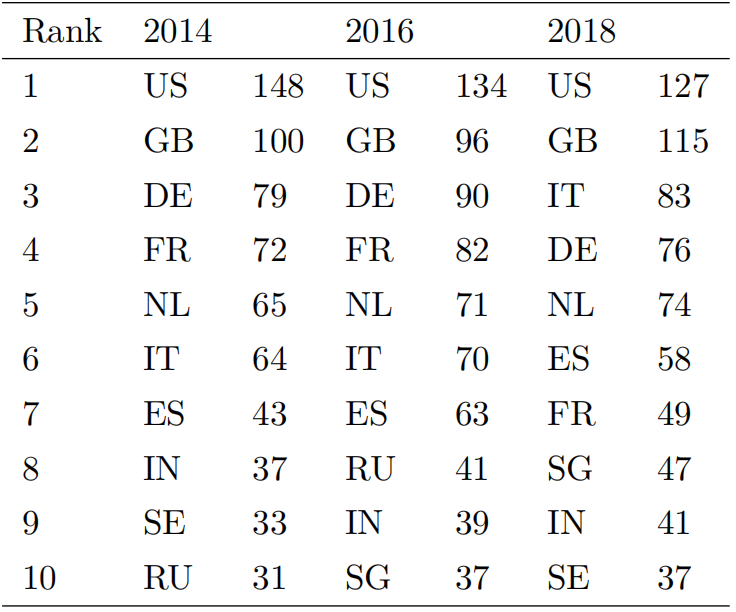 Rank 2014 2016 2018
1 US 148 US 134 US 127
2 GB 100 GB 96 GB 115
3 DE 79 DE 90 IT 83
4 FR 72 FR 82 DE 76
5 NL 65 NL 71 NL 74
6 IT 64 IT 70 ES 58
7 ES 43 ES 63 FR 49
8 IN 37 RU 41 SG 47
9 SE 33 IN 39 IN 41
10 RU 31 SG 37 SE 37